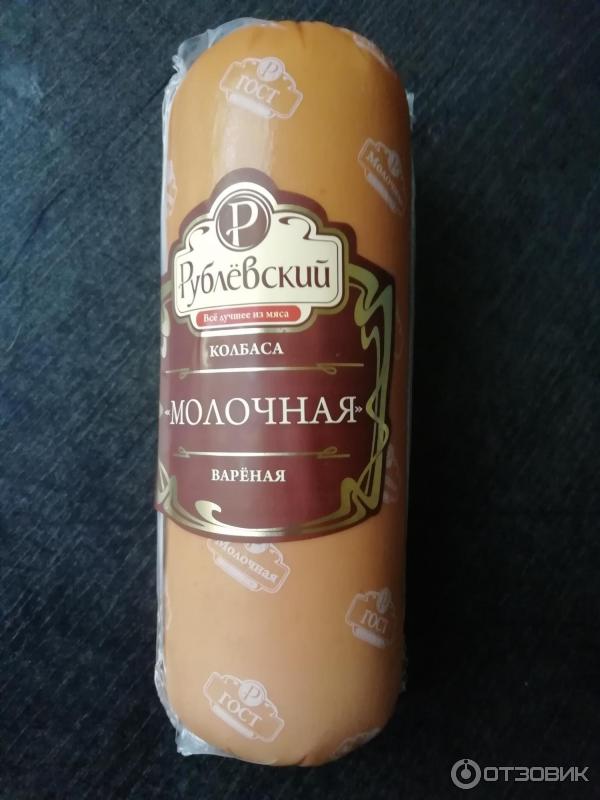 Р
ГОСТ
Молочная
Р
Рублёвский
Всё лучшее из мяса
КОЛБАСА
«МОЛОЧНАЯ»
ВАРЁНАЯ
Молочная
Р
ГОСТ
Р
ГОСТ
ОТЗОВИК